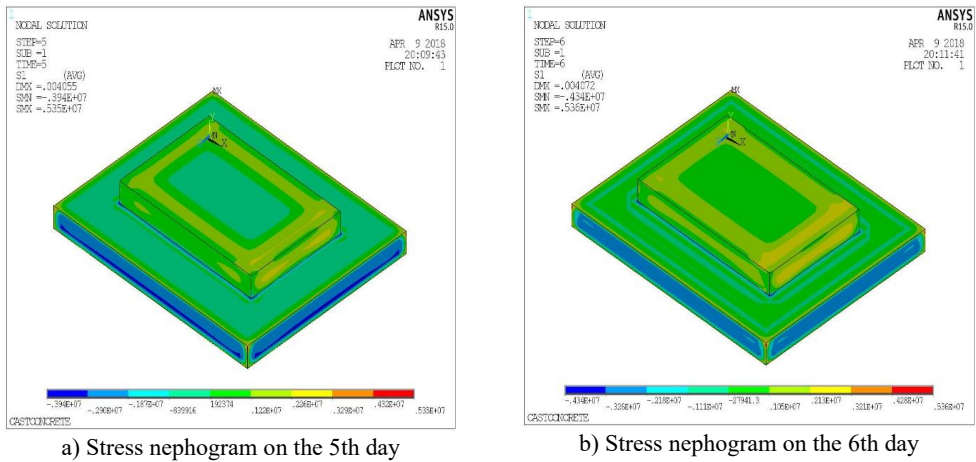 1
ANSYS
R15.0
NODAL SOLUTION
STEP=5
SUB =1
TIME=5
S1 (AVG)
DMX =.004055
SMN =-.394E+07
SMX =.535E+07
APR 9 2018
20:09:43
PLOT NO. 1
MX
Y
MN
X
-.394E+07
-.290E+07
-.187E+07
-839916
192374
.122E+07
.226E+07
.329E+07
.432E+07
.535E+07
CASTCONCRETE
a) Stress nephogram on the 5th day
1
ANSYS
R15.0
NODAL SOLUTION
STEP=6
SUB =1
TIME=6
S1 (AVG)
DMX =.004072
SMN =-.434E+07
SMX =.536E+07
APR 9 2018
20:11:41
PLOT NO. 1
MX
Y
MN
X
-.434E+07
-.326E+07
-.218E+07
-.111E+07
-27941.3
.105E+07
.213E+07
.321E+07
.428E+07
.536E+07
CASTCONCRETE
b) Stress nephogram on the 6th day